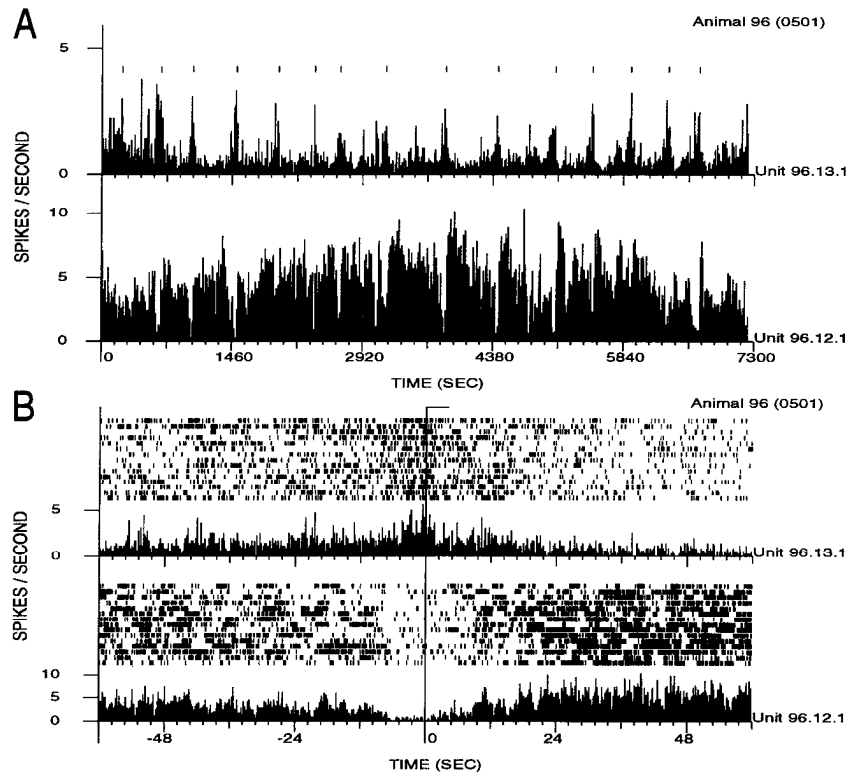 A
Animal 96 (0501)
5
0
Unit 96.13.1
SPIKES / SECOND
10
5
0
Unit 96.12.1
0 1460 2920 4380 5840 7300
TIME (SEC)
B
Animal 96 (0501)
5
0
Unit 96.13.1
SPIKES / SECOND
10
5
0
Unit 96.12.1
-48 -24 0 24 48
TIME (SEC)